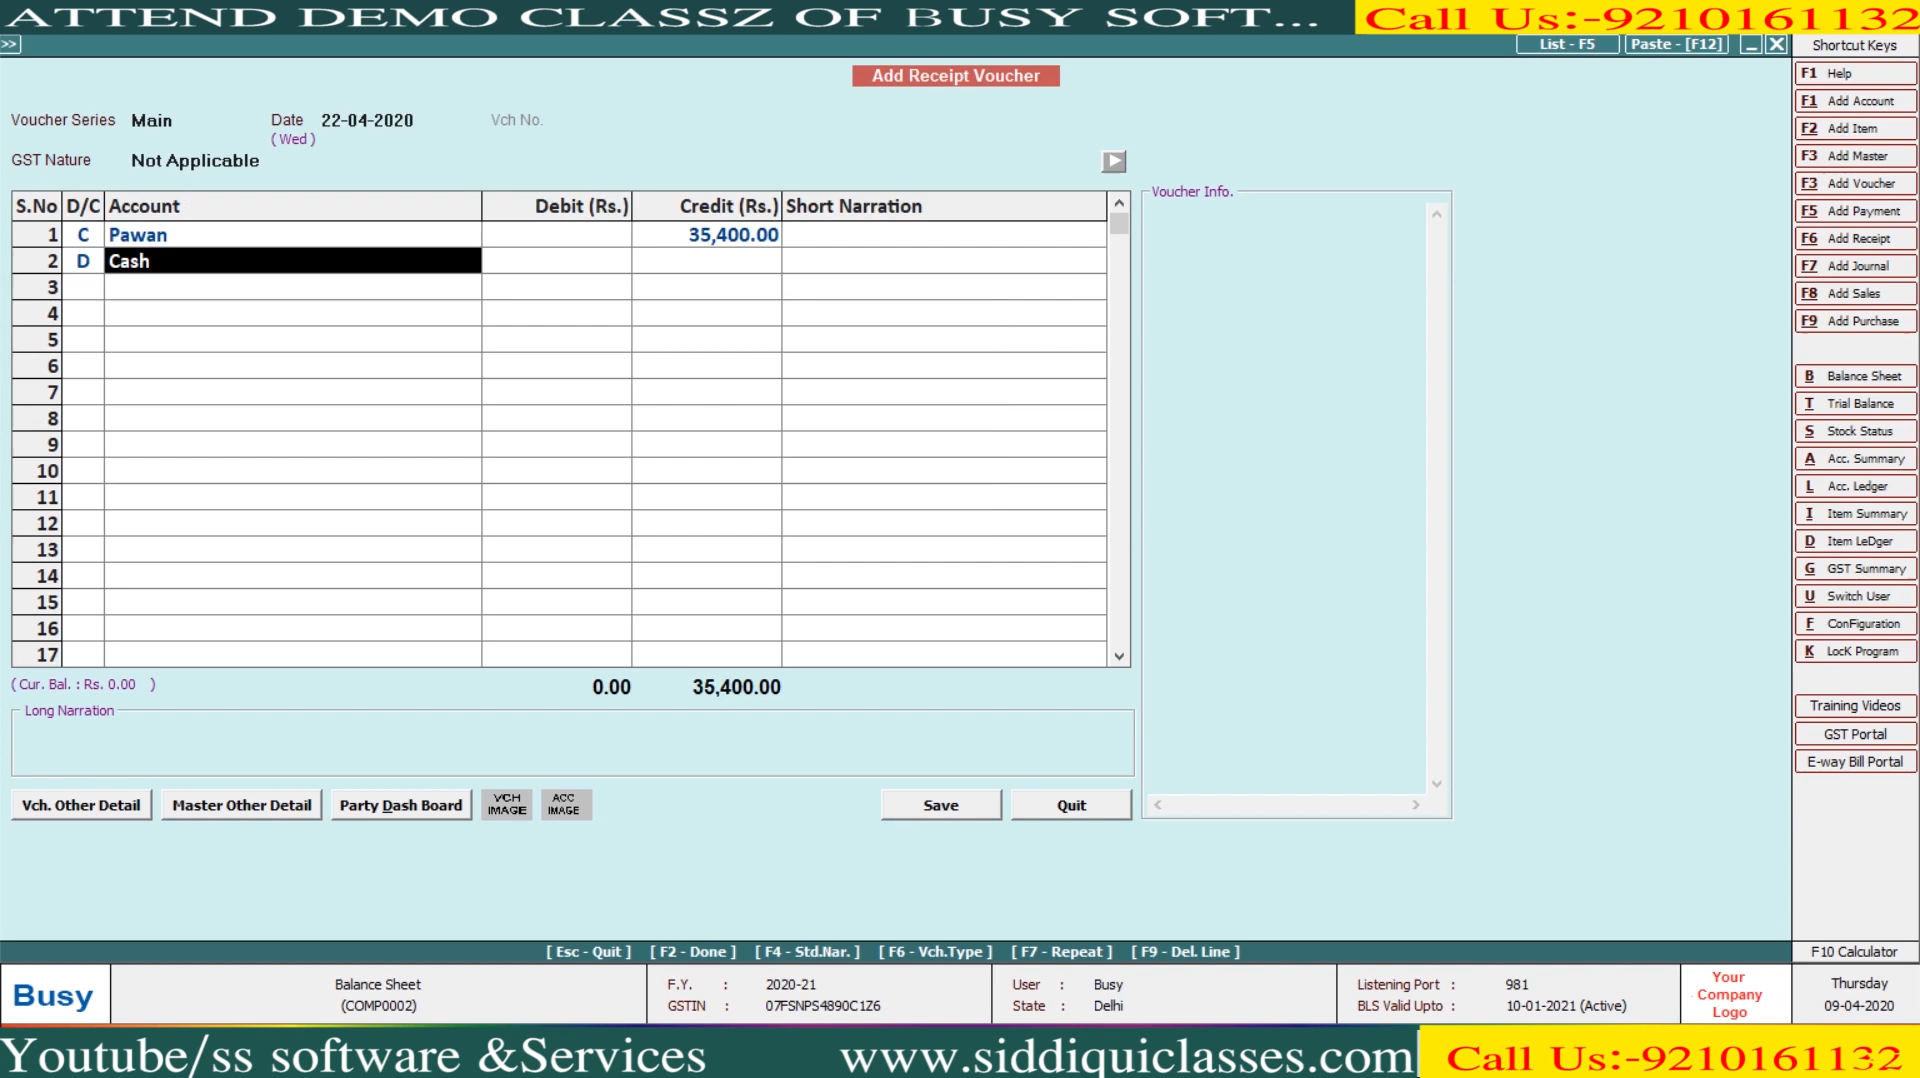 ATTEND DEMO CLASSZ OF BUSY SOFT...
Call Us:-9210161132
>>
List - F5
Paste - [F12]
Shortcut Keys
Add Receipt Voucher
Voucher Series Main
Date 22-04-2020
Vch No.
( Wed )
GST Nature Not Applicable
S.No D/C Account Debit (Rs.) Credit (Rs.) Short Narration
1 C Pawan 35,400.00
2 D Cash
3
4
5
6
7
8
9
10
11
12
13
14
15
16
17
( Cur. Bal. : Rs. 0.00 )
0.00 35,400.00
Long Narration
Vch. Other Detail
Master Other Detail
Party Dash Board
VCH IMAGE
ACC IMAGE
Save
Quit
Voucher Info.
F1 Help
F1 Add Account
F2 Add Item
F3 Add Master
F3 Add Voucher
F5 Add Payment
F6 Add Receipt
F7 Add Journal
F8 Add Sales
F9 Add Purchase
B Balance Sheet
T Trial Balance
S Stock Status
A Acc. Summary
L Acc. Ledger
I Item Summary
D Item LeDger
G GST Summary
U Switch User
F ConFiguration
K LocK Program
Training Videos
GST Portal
E-way Bill Portal
[ Esc - Quit ] [ F2 - Done ] [ F4 - Std.Nar. ] [ F6 - Vch.Type ] [ F7 - Repeat ] [ F9 - Del. Line ]
F10 Calculator
Busy
Balance Sheet
(COMP0002)
F.Y. : 2020-21
GSTIN : 07FSNPS4890C1Z6
User : Busy
State : Delhi
Listening Port : 981
BLS Valid Upto : 10-01-2021 (Active)
Your
Company
Logo
Thursday
09-04-2020
Youtube/ss software &Services
www.siddiquiclasses.com
Call Us:-9210161132